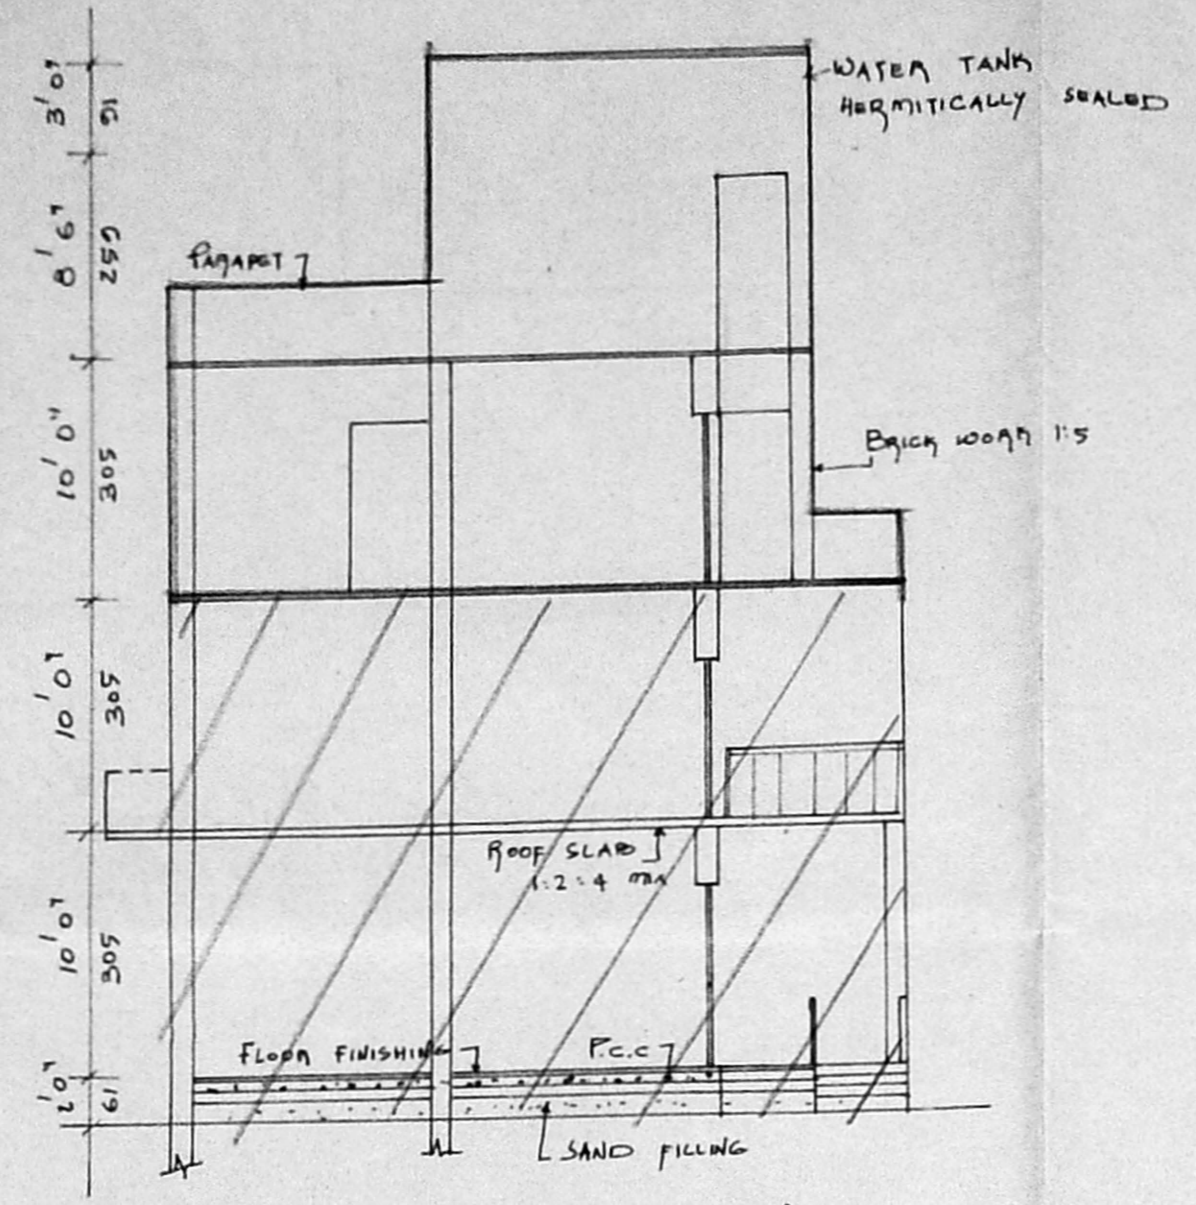 WATER TANK
HERMITICALLY SEALED
3'0"
91
8'6"
259
PARAPET
10'0"
305
BRICK WORK 1:5
10'0"
305
ROOF SLAB
1:2:4 MIX
10'0"
305
FLOOR FINISHING
P.C.C
2'0"
61
SAND FILLING